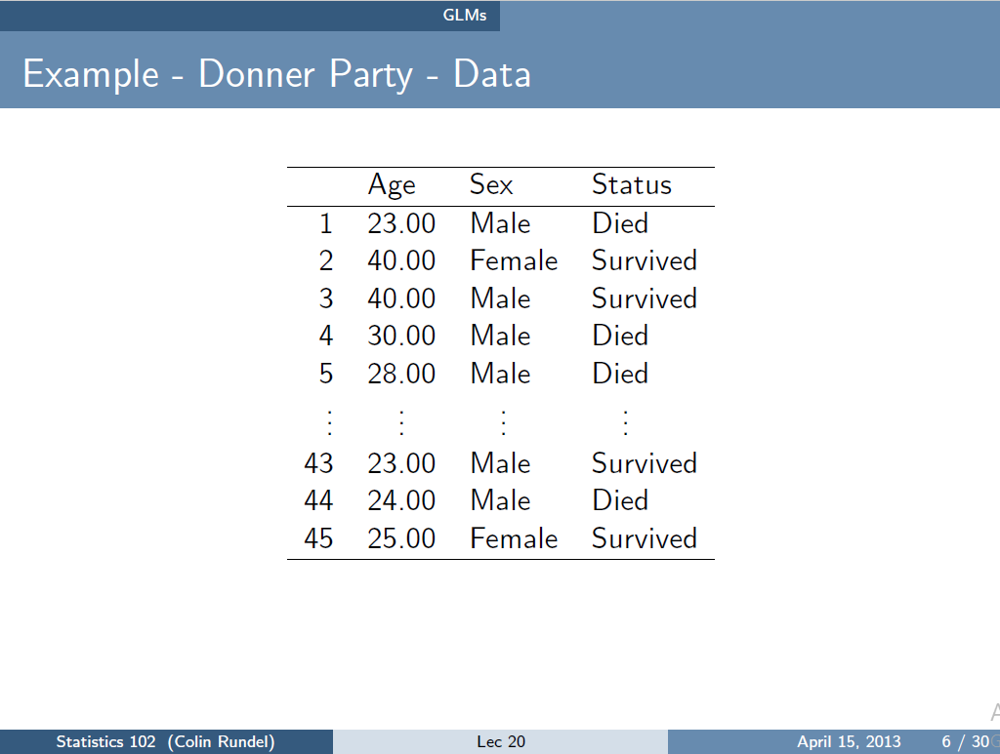 GLMs
Example - Donner Party - Data
Age Sex Status
1 23.00 Male Died
2 40.00 Female Survived
3 40.00 Male Survived
4 30.00 Male Died
5 28.00 Male Died
⋮ ⋮ ⋮ ⋮
43 23.00 Male Survived
44 24.00 Male Died
45 25.00 Female Survived
Statistics 102 (Colin Rundel) Lec 20 April 15, 2013 6 / 30